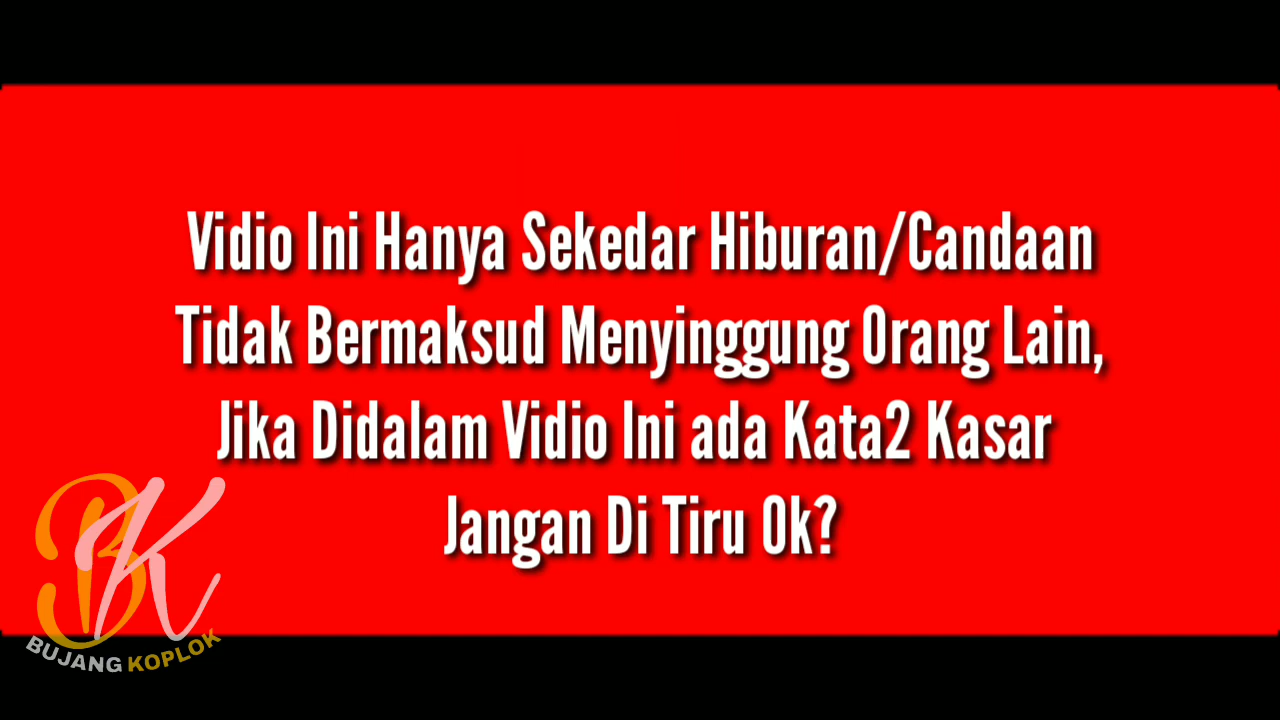 Vidio Ini Hanya Sekedar Hiburan/Candaan
Tidak Bermaksud Menyinggung Orang Lain,
Jika Didalam Vidio Ini ada Kata2 Kasar
Jangan Di Tiru Ok?
BK
BUJANG KOPLOK